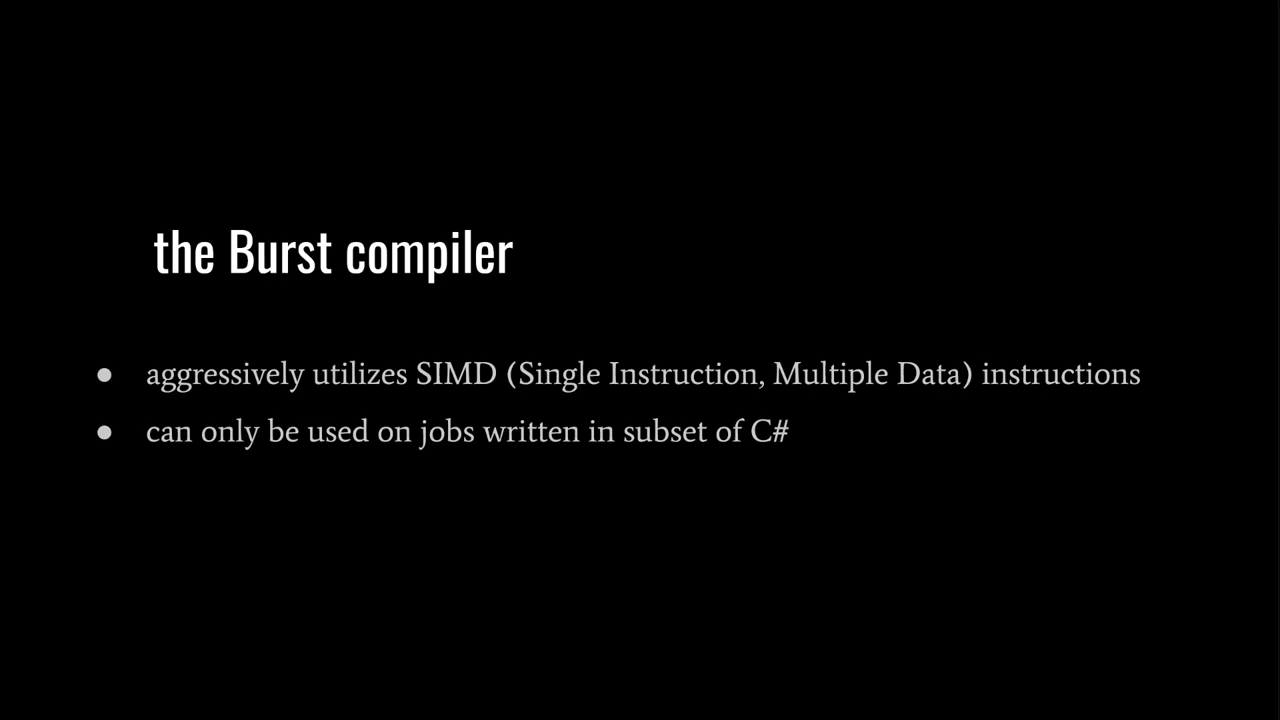 the Burst compiler
● aggressively utilizes SIMD (Single Instruction, Multiple Data) instructions
● can only be used on jobs written in subset of C#